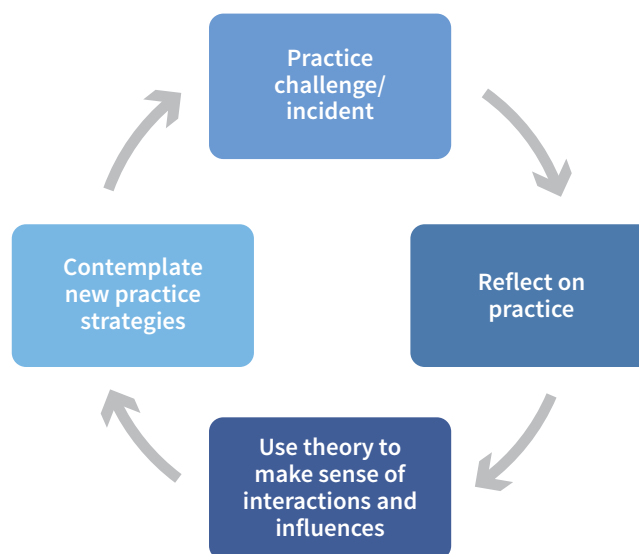 Practice
challenge/
incident
Reflect on
practice
Use theory to
make sense of
interactions and
influences
Contemplate
new practice
strategies